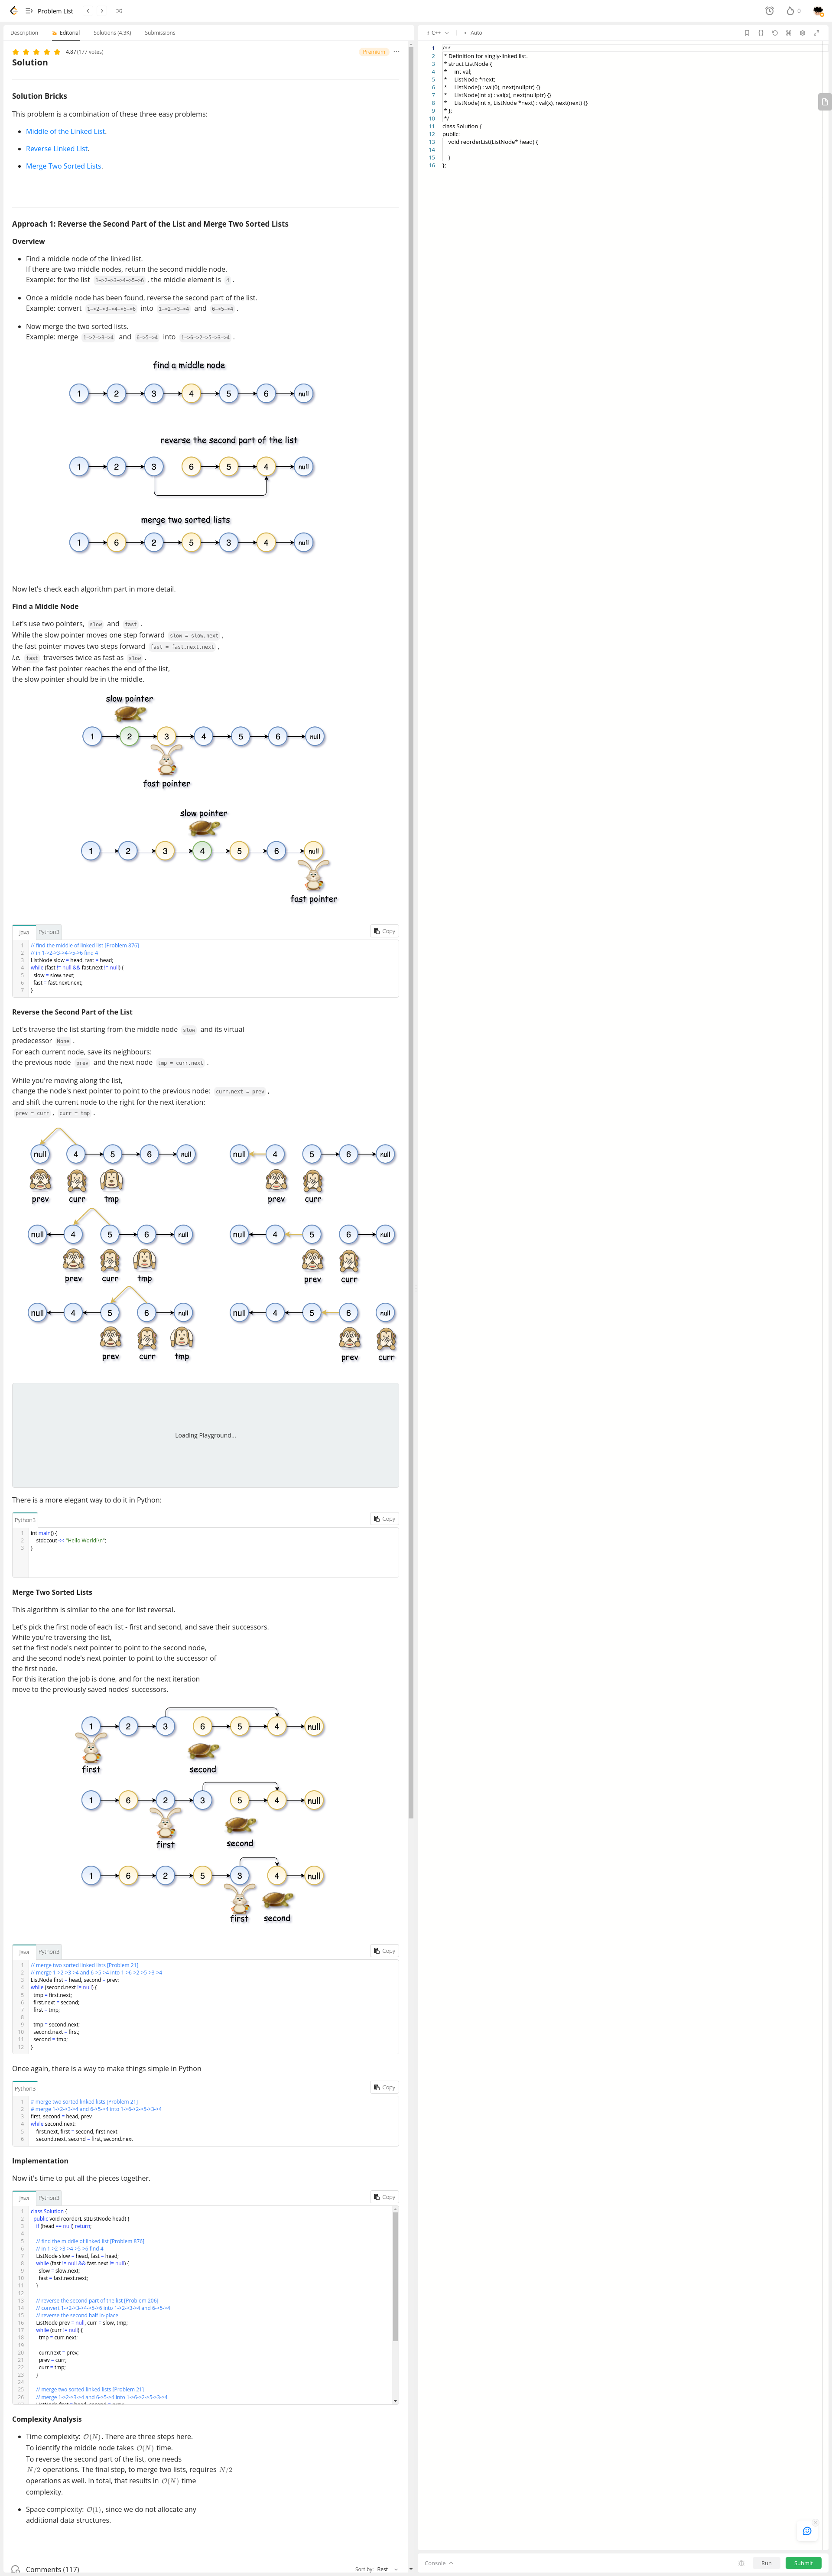 Problem List
0
Description
Editorial
Solutions (4.3K)
Submissions
4.87 (177 votes)
Premium
Solution
Solution Bricks
This problem is a combination of these three easy problems:
Middle of the Linked List.
Reverse Linked List.
Merge Two Sorted Lists.
Approach 1: Reverse the Second Part of the List and Merge Two Sorted Lists
Overview
Find a middle node of the linked list.
If there are two middle nodes, return the second middle node.
Example: for the list 1->2->3->4->5->6 , the middle element is 4 .
Once a middle node has been found, reverse the second part of the list.
Example: convert 1->2->3->4->5->6 into 1->2->3->4 and 6->5->4 .
Now merge the two sorted lists.
Example: merge 1->2->3->4 and 6->5->4 into 1->6->2->5->3->4 .
find a middle node
1 2 3 4 5 6 null
reverse the second part of the list
1 2 3 6 5 4 null
merge two sorted lists
1 6 2 5 3 4 null
Now let's check each algorithm part in more detail.
Find a Middle Node
Let's use two pointers, slow and fast .
While the slow pointer moves one step forward slow = slow.next ,
the fast pointer moves two steps forward fast = fast.next.next ,
i.e. fast traverses twice as fast as slow .
When the fast pointer reaches the end of the list,
the slow pointer should be in the middle.
slow pointer
1 2 3 4 5 6 null
fast pointer
slow pointer
1 2 3 4 5 6 null
fast pointer
Java
Python3
Copy
1 // find the middle of linked list [Problem 876]
2 // in 1->2->3->4->5->6 find 4
3 ListNode slow = head, fast = head;
4 while (fast != null && fast.next != null) {
5 slow = slow.next;
6 fast = fast.next.next;
7 }
Reverse the Second Part of the List
Let's traverse the list starting from the middle node slow and its virtual
predecessor None .
For each current node, save its neighbours:
the previous node prev and the next node tmp = curr.next .
While you're moving along the list,
change the node's next pointer to point to the previous node: curr.next = prev ,
and shift the current node to the right for the next iteration:
prev = curr , curr = tmp .
null 4 5 6 null
prev curr tmp
null 4 5 6 null
prev curr
null 4 5 6 null
prev curr tmp
null 4 5 6 null
prev curr
null 4 5 6 null
prev curr tmp
null 4 5 6 null
prev curr
Loading Playground...
There is a more elegant way to do it in Python:
Python3
Copy
1 int main() {
2 std::cout << "Hello World!\n";
3 }
Merge Two Sorted Lists
This algorithm is similar to the one for list reversal.
Let's pick the first node of each list - first and second, and save their successors.
While you're traversing the list,
set the first node's next pointer to point to the second node,
and the second node's next pointer to point to the successor of
the first node.
For this iteration the job is done, and for the next iteration
move to the previously saved nodes' successors.
1 2 3 6 5 4 null
first second
1 6 2 3 5 4 null
first second
1 6 2 5 3 4 null
first second
Java
Python3
Copy
1 // merge two sorted linked lists [Problem 21]
2 // merge 1->2->3->4 and 6->5->4 into 1->6->2->5->3->4
3 ListNode first = head, second = prev;
4 while (second.next != null) {
5 tmp = first.next;
6 first.next = second;
7 first = tmp;
8
9 tmp = second.next;
10 second.next = first;
11 second = tmp;
12 }
Once again, there is a way to make things simple in Python
Python3
Copy
1 # merge two sorted linked lists [Problem 21]
2 # merge 1->2->3->4 and 6->5->4 into 1->6->2->5->3->4
3 first, second = head, prev
4 while second.next:
5 first.next, first = second, first.next
6 second.next, second = first, second.next
Implementation
Now it's time to put all the pieces together.
Java
Python3
Copy
1 class Solution {
2 public void reorderList(ListNode head) {
3 if (head == null) return;
4
5 // find the middle of linked list [Problem 876]
6 // in 1->2->3->4->5->6 find 4
7 ListNode slow = head, fast = head;
8 while (fast != null && fast.next != null) {
9 slow = slow.next;
10 fast = fast.next.next;
11 }
12
13 // reverse the second part of the list [Problem 206]
14 // convert 1->2->3->4->5->6 into 1->2->3->4 and 6->5->4
15 // reverse the second half in-place
16 ListNode prev = null, curr = slow, tmp;
17 while (curr != null) {
18 tmp = curr.next;
19
20 curr.next = prev;
21 prev = curr;
22 curr = tmp;
23 }
24
25 // merge two sorted linked lists [Problem 21]
26 // merge 1->2->3->4 and 6->5->4 into 1->6->2->5->3->4
Complexity Analysis
Time complexity: O(N). There are three steps here.
To identify the middle node takes O(N) time.
To reverse the second part of the list, one needs
N/2 operations. The final step, to merge two lists, requires N/2
operations as well. In total, that results in O(N) time
complexity.
Space complexity: O(1), since we do not allocate any
additional data structures.
Comments (117)
Sort by: Best
i C++
Auto
1 /**
2 * Definition for singly-linked list.
3 * struct ListNode {
4 * int val;
5 * ListNode *next;
6 * ListNode() : val(0), next(nullptr) {}
7 * ListNode(int x) : val(x), next(nullptr) {}
8 * ListNode(int x, ListNode *next) : val(x), next(next) {}
9 * };
10 */
11 class Solution {
12 public:
13 void reorderList(ListNode* head) {
14
15 }
16 };
Console
Run
Submit